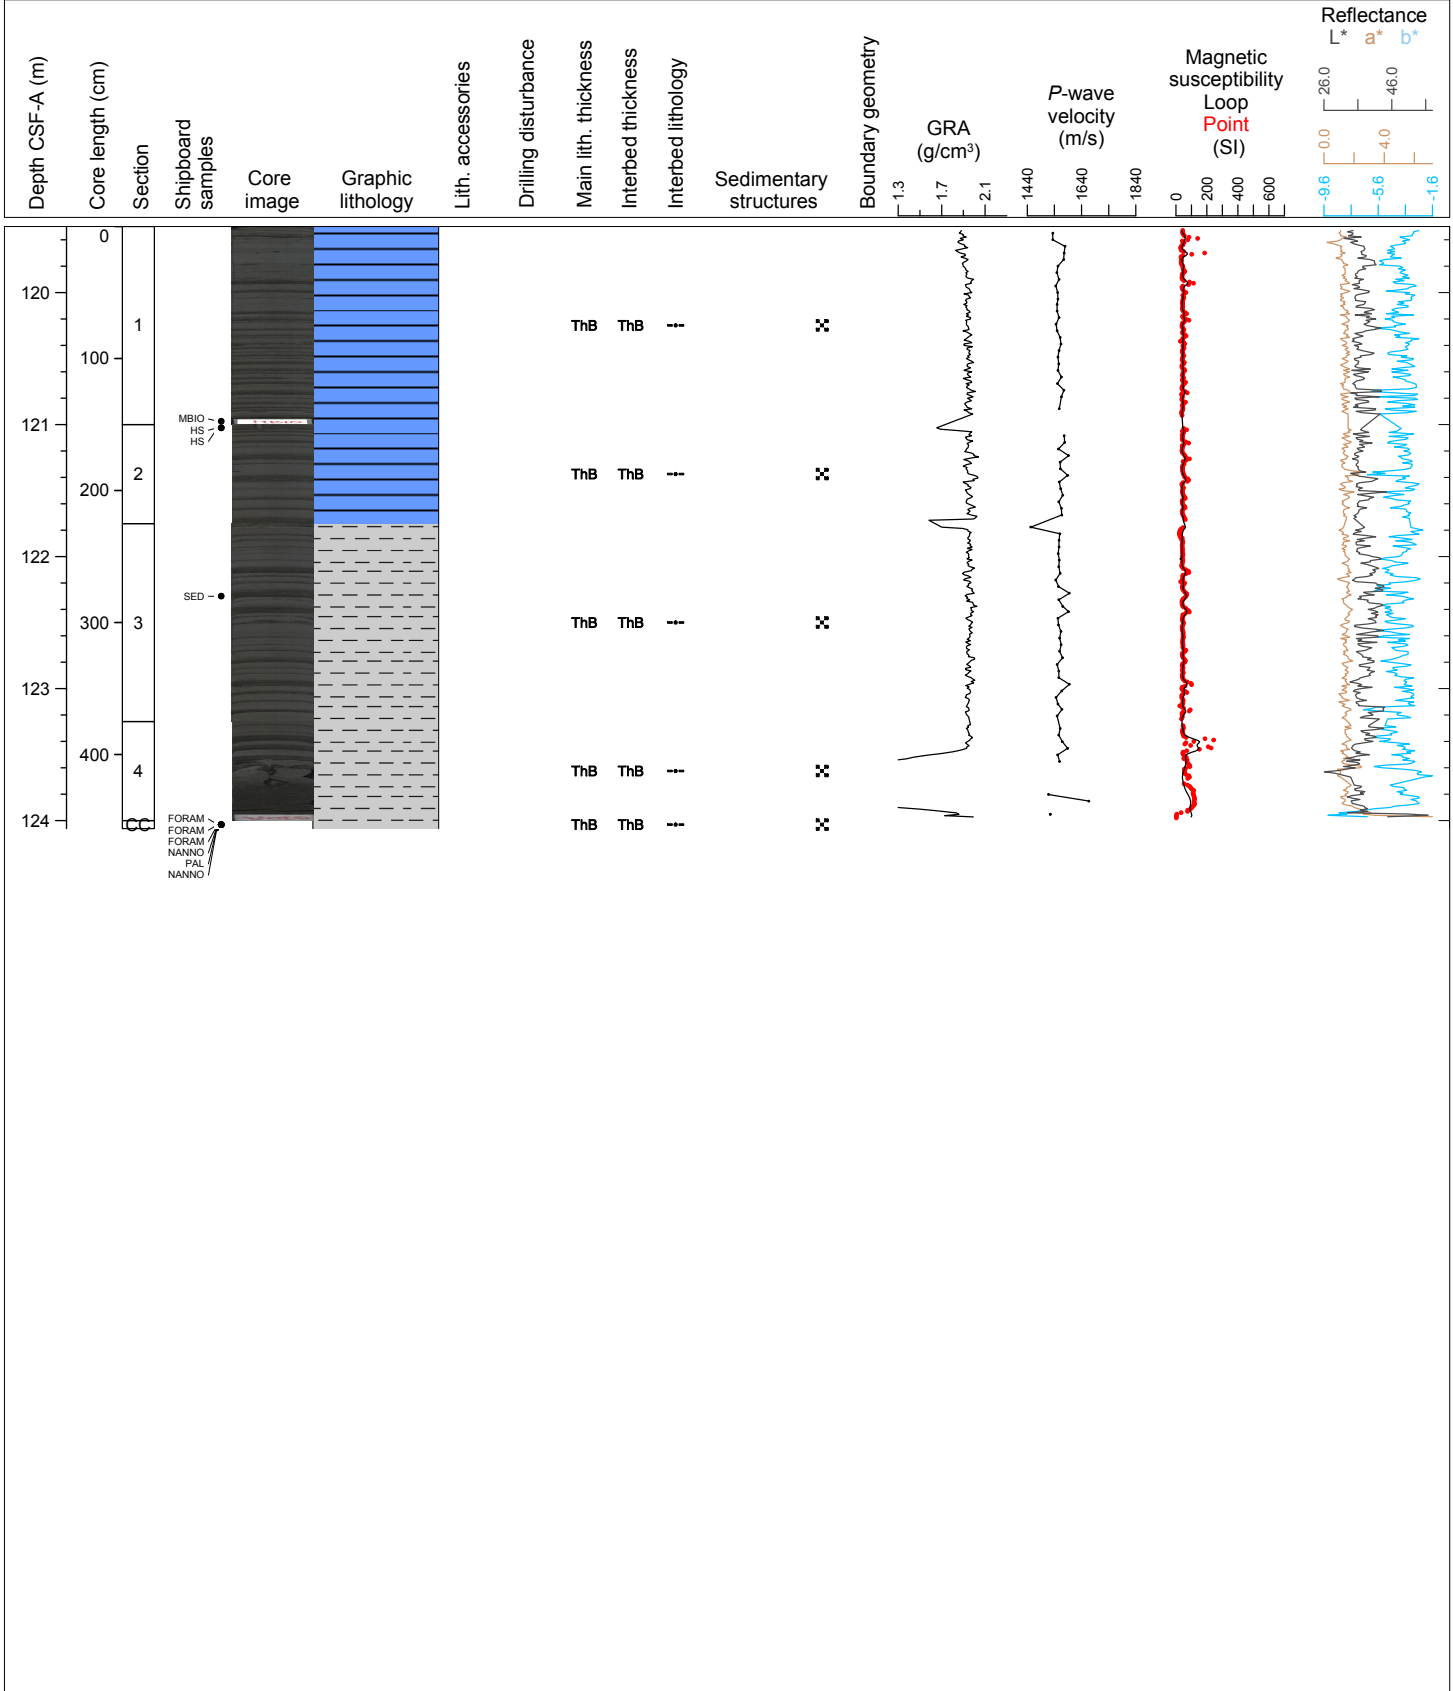 Depth CSF-A (m)
Core length (cm)
Section
Shipboard
samples
Core
image
Graphic
lithology
Lith. accessories
Drilling disturbance
Main lith. thickness
Interbed thickness
Interbed lithology
Sedimentary
structures
Boundary geometry
GRA
(g/cm³)
1.3 1.7 2.1
P-wave
velocity
(m/s)
1440 1640 1840
Magnetic
susceptibility
Loop
Point
(SI)
0 200 400 600
Reflectance
L* a* b*
26.0 46.0
0.0 4.0
-9.6 -5.6 -1.6
0
120
1
ThB ThB
100
MBIO
121
HS
HS
2
ThB ThB
200
122
SED
300
3
ThB ThB
123
400
4
ThB ThB
FORAM
124
CC
ThB ThB
FORAM
FORAM
NANNO
PAL
NANNO